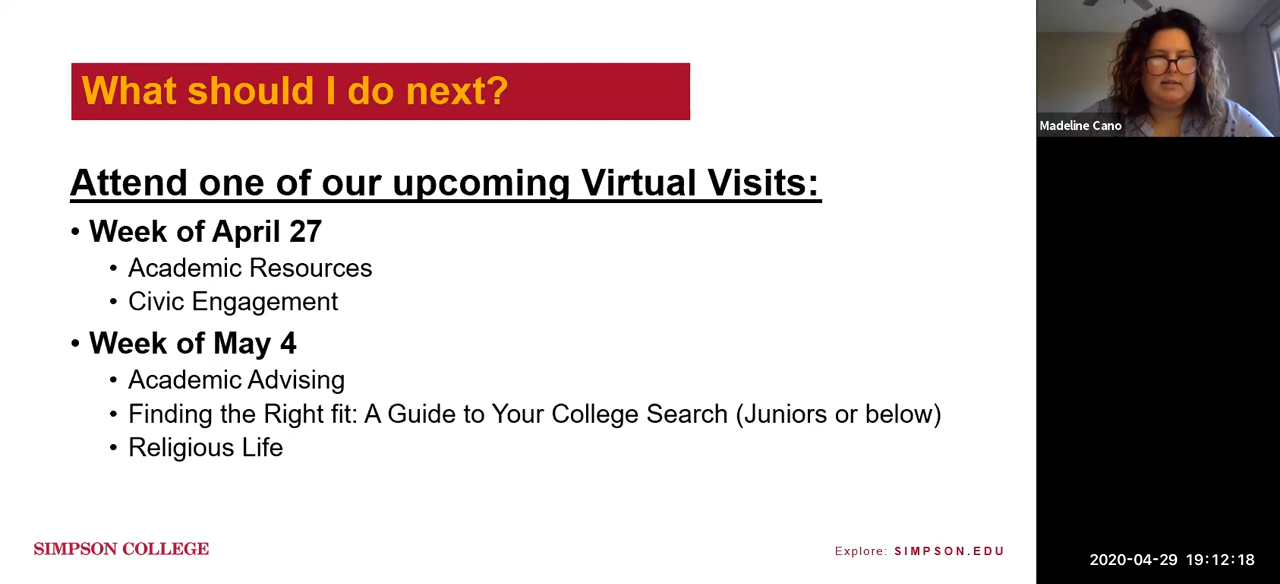 What should I do next?
Madeline Cano
Attend one of our upcoming Virtual Visits:
• Week of April 27
• Academic Resources
• Civic Engagement
• Week of May 4
• Academic Advising
• Finding the Right fit: A Guide to Your College Search (Juniors or below)
• Religious Life
SIMPSON COLLEGE
Explore: SIMPSON.EDU
2020-04-29 19:12:18